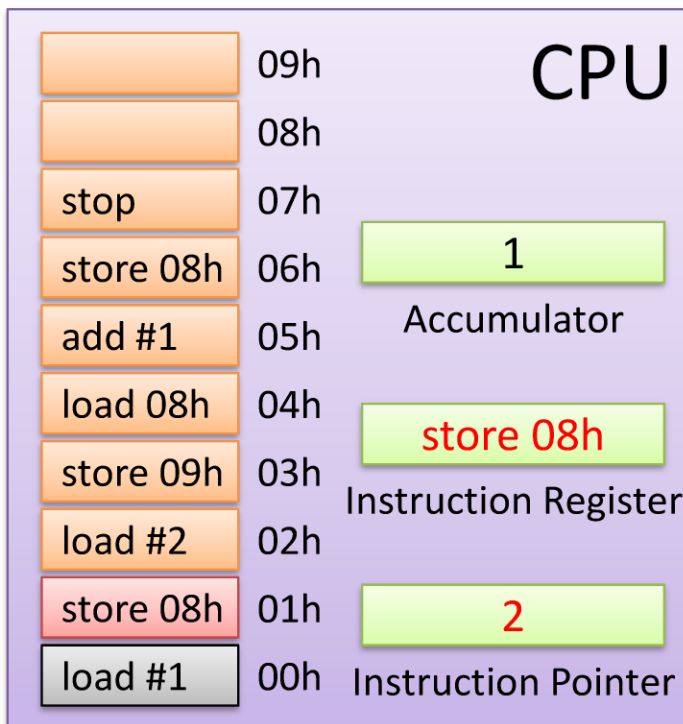 CPU
09h
08h
stop 07h
store 08h 06h
add #1 05h
load 08h 04h
store 09h 03h
load #2 02h
store 08h 01h
load #1 00h
1
Accumulator
store 08h
Instruction Register
2
Instruction Pointer